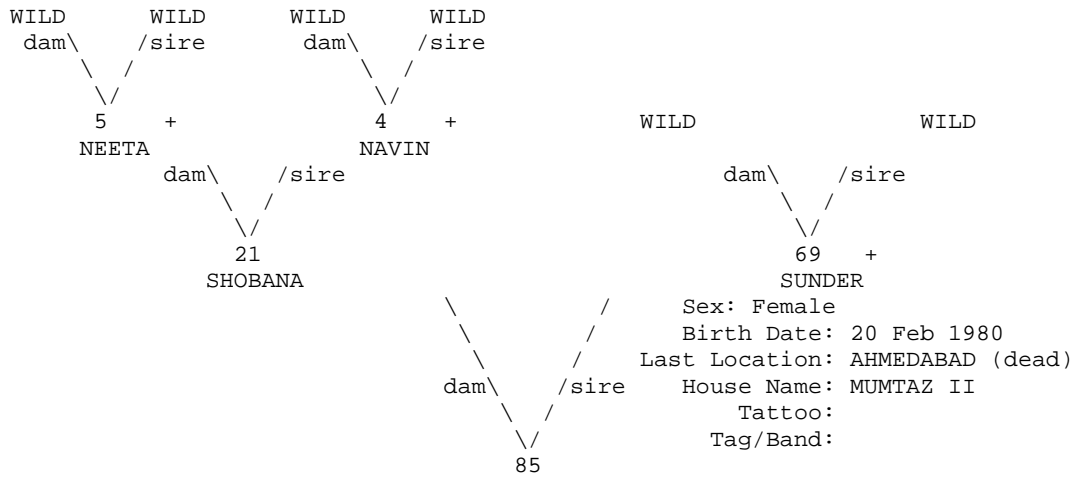 WILD WILD WILD WILD
dam\ /sire dam\ /sire
\ / \ /
\/ \/
5 + 4 + WILD WILD
NEETA NAVIN
dam\ /sire dam\ /sire
\ / \ /
\/ \/
21 69 +
SHOBANA SUNDER
\ / Sex: Female
\ / Birth Date: 20 Feb 1980
\ / Last Location: AHMEDABAD (dead)
dam\ /sire House Name: MUMTAZ II
\ / Tattoo:
\/ Tag/Band:
85